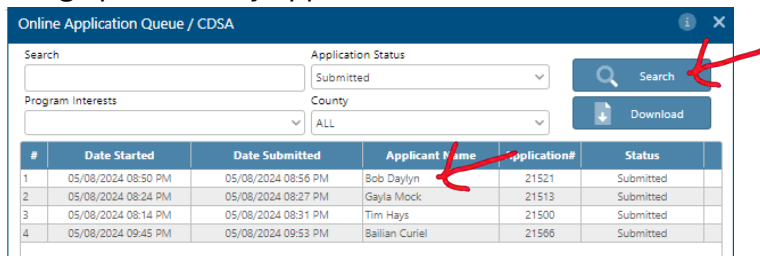 Online Application Queue / CDSA
Search Application Status
Submitted Search
Program Interests County
ALL Download
# Date Started Date Submitted Applicant Name Application# Status
1 05/08/2024 08:50 PM 05/08/2024 08:56 PM Bob Daylyn 21521 Submitted
2 05/08/2024 08:24 PM 05/08/2024 08:27 PM Gayla Mock 21513 Submitted
3 05/08/2024 08:14 PM 05/08/2024 08:31 PM Tim Hays 21500 Submitted
4 05/08/2024 09:45 PM 05/08/2024 09:53 PM Bailian Curiel 21566 Submitted